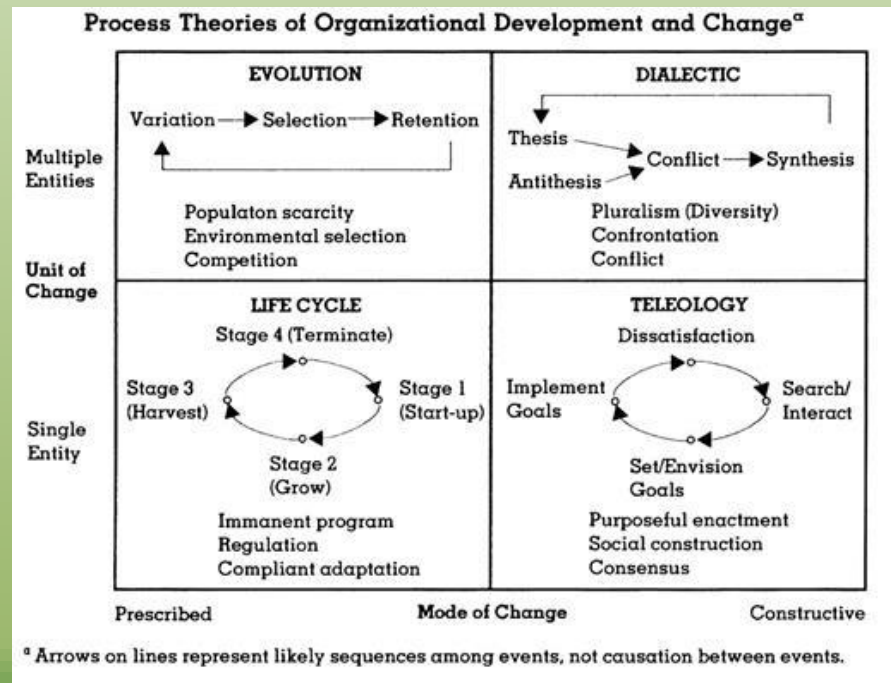 Process Theories of Organizational Development and Changeª
EVOLUTION
Variation Selection Retention
Populaton scarcity
Environmental selection
Competition
DIALECTIC
Thesis
Antithesis
Conflict Synthesis
Pluralism (Diversity)
Confrontation
Conflict
Multiple
Entities
Unit of
Change
Single
Entity
LIFE CYCLE
Stage 4 (Terminate)
Stage 3
(Harvest)
Stage 1
(Start-up)
Stage 2
(Grow)
Immanent program
Regulation
Compliant adaptation
TELEOLOGY
Dissatisfaction
Implement
Goals
Search/
Interact
Set/Envision
Goals
Purposeful enactment
Social construction
Consensus
Prescribed Mode of Change Constructive
ª Arrows on lines represent likely sequences among events, not causation between events.